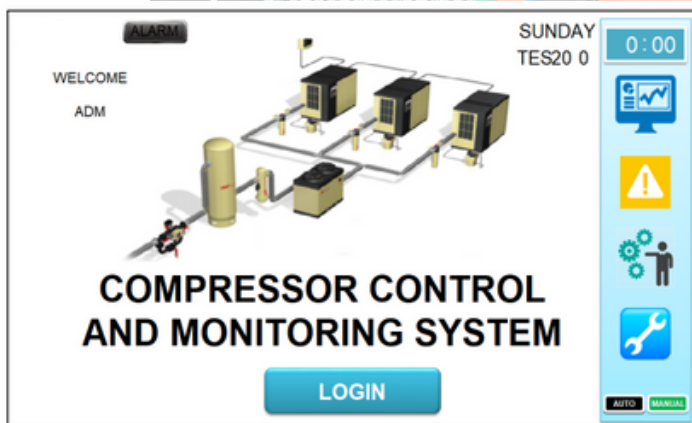 ALARM
SUNDAY
TES20 0
0:00
WELCOME
ADM
COMPRESSOR CONTROL
AND MONITORING SYSTEM
LOGIN
AUTO
MANUAL